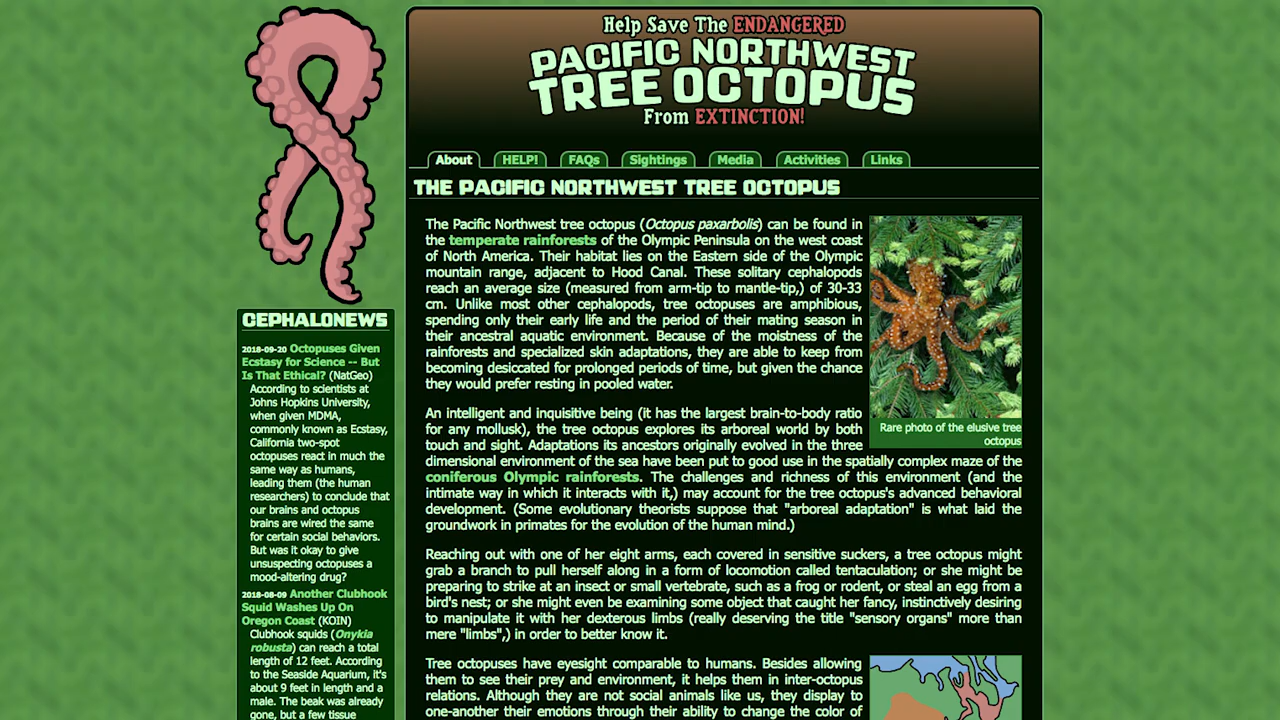 Help Save The ENDANGERED
PACIFIC NORTHWEST
TREE OCTOPUS
From EXTINCTION!
About
HELP!
FAQs
Sightings
Media
Activities
Links
THE PACIFIC NORTHWEST TREE OCTOPUS
The Pacific Northwest tree octopus (Octopus paxarbolis) can be found in
the temperate rainforests of the Olympic Peninsula on the west coast
of North America. Their habitat lies on the Eastern side of the Olympic
mountain range, adjacent to Hood Canal. These solitary cephalopods
reach an average size (measured from arm-tip to mantle-tip,) of 30-33
cm. Unlike most other cephalopods, tree octopuses are amphibious,
spending only their early life and the period of their mating season in
their ancestral aquatic environment. Because of the moistness of the
rainforests and specialized skin adaptations, they are able to keep from
becoming desiccated for prolonged periods of time, but given the chance
they would prefer resting in pooled water.
Rare photo of the elusive tree
octopus
An intelligent and inquisitive being (it has the largest brain-to-body ratio
for any mollusk), the tree octopus explores its arboreal world by both
touch and sight. Adaptations its ancestors originally evolved in the three
dimensional environment of the sea have been put to good use in the spatially complex maze of the
coniferous Olympic rainforests. The challenges and richness of this environment (and the
intimate way in which it interacts with it,) may account for the tree octopus's advanced behavioral
development. (Some evolutionary theorists suppose that "arboreal adaptation" is what laid the
groundwork in primates for the evolution of the human mind.)
Reaching out with one of her eight arms, each covered in sensitive suckers, a tree octopus might
grab a branch to pull herself along in a form of locomotion called tentaculation; or she might be
preparing to strike at an insect or small vertebrate, such as a frog or rodent, or steal an egg from a
bird's nest; or she might even be examining some object that caught her fancy, instinctively desiring
to manipulate it with her dexterous limbs (really deserving the title "sensory organs" more than
mere "limbs",) in order to better know it.
Tree octopuses have eyesight comparable to humans. Besides allowing
them to see their prey and environment, it helps them in inter-octopus
relations. Although they are not social animals like us, they display to
one-another their emotions through their ability to change the color of
CEPHALONEWS
2018-09-20 Octopuses Given
Ecstasy for Science -- But
Is That Ethical? (NatGeo)
According to scientists at
Johns Hopkins University,
when given MDMA,
commonly known as Ecstasy,
California two-spot
octopuses react in much the
same way as humans,
leading them (the human
researchers) to conclude that
our brains and octopus
brains are wired the same
for certain social behaviors.
But was it okay to give
unsuspecting octopuses a
mood-altering drug?
2018-08-09 Another Clubhook
Squid Washes Up On
Oregon Coast (KOIN)
Clubhook squids (Onykia
robusta) can reach a total
length of 12 feet. According
to the Seaside Aquarium, it's
about 9 feet in length and a
male. The beak was already
gone, but a few tissue